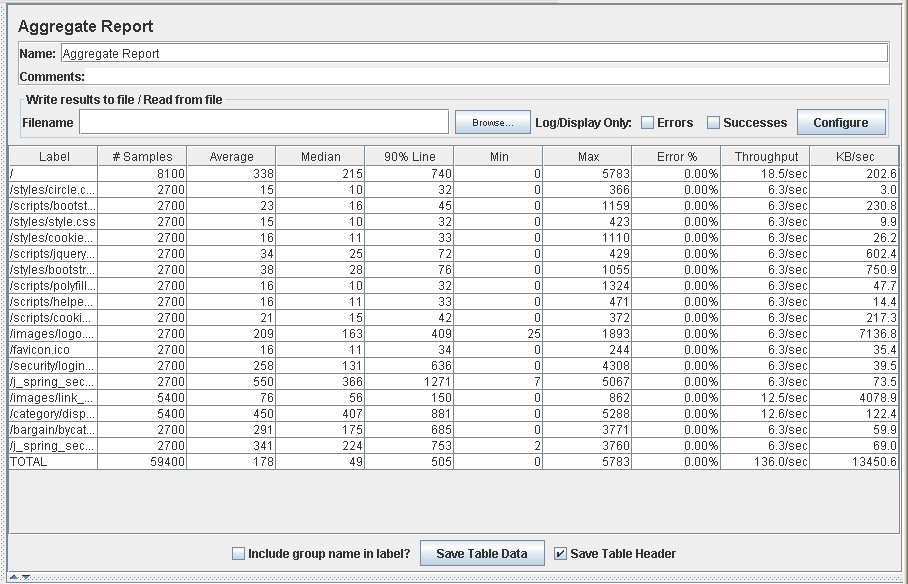 Aggregate Report
Name: Aggregate Report
Comments:
Write results to file / Read from file
Filename Browse... Log/Display Only: Errors Successes Configure
Label # Samples Average Median 90% Line Min Max Error % Throughput KB/sec
/ 8100 338 215 740 0 5783 0.00% 18.5/sec 202.6
/styles/circle.c... 2700 15 10 32 0 366 0.00% 6.3/sec 3.0
/scripts/bootst... 2700 23 16 45 0 1159 0.00% 6.3/sec 230.8
/styles/style.css 2700 15 10 32 0 423 0.00% 6.3/sec 9.9
/styles/cookie... 2700 16 11 33 0 1110 0.00% 6.3/sec 26.2
/scripts/jquery... 2700 34 25 72 0 429 0.00% 6.3/sec 602.4
/styles/bootstr... 2700 38 28 76 0 1055 0.00% 6.3/sec 750.9
/scripts/polyfill... 2700 16 10 32 0 1324 0.00% 6.3/sec 47.7
/scripts/helpe... 2700 16 11 33 0 471 0.00% 6.3/sec 14.4
/scripts/cooki... 2700 21 15 42 0 372 0.00% 6.3/sec 217.3
/images/logo.... 2700 209 163 409 25 1893 0.00% 6.3/sec 7136.8
/favicon.ico 2700 16 11 34 0 244 0.00% 6.3/sec 35.4
/security/login... 2700 258 131 636 0 4308 0.00% 6.3/sec 39.5
/j_spring_sec... 2700 550 366 1271 7 5067 0.00% 6.3/sec 73.5
/images/link_... 5400 76 56 150 0 862 0.00% 12.5/sec 4078.9
/category/disp... 5400 450 407 881 0 5288 0.00% 12.6/sec 122.4
/bargain/bycat... 2700 291 175 685 0 3771 0.00% 6.3/sec 59.9
/j_spring_sec... 2700 341 224 753 2 3760 0.00% 6.3/sec 69.0
TOTAL 59400 178 49 505 0 5783 0.00% 136.0/sec 13450.6
Include group name in label? Save Table Data Save Table Header